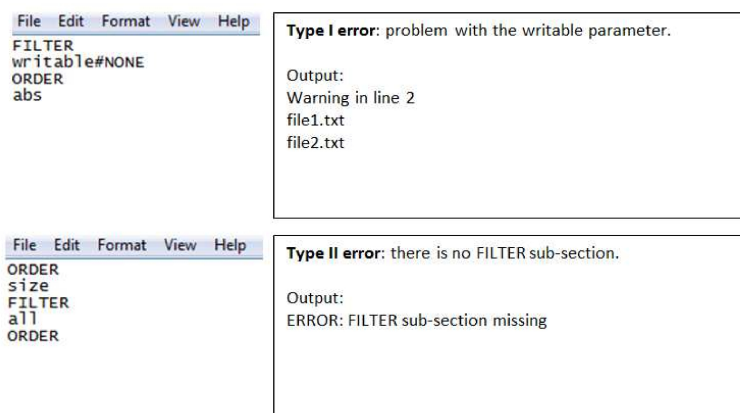 File Edit Format View Help
FILTER
writable#NONE
ORDER
abs
Type I error: problem with the writable parameter.
Output:
Warning in line 2
file1.txt
file2.txt
File Edit Format View Help
ORDER
size
FILTER
all
ORDER
Type II error: there is no FILTER sub-section.
Output:
ERROR: FILTER sub-section missing